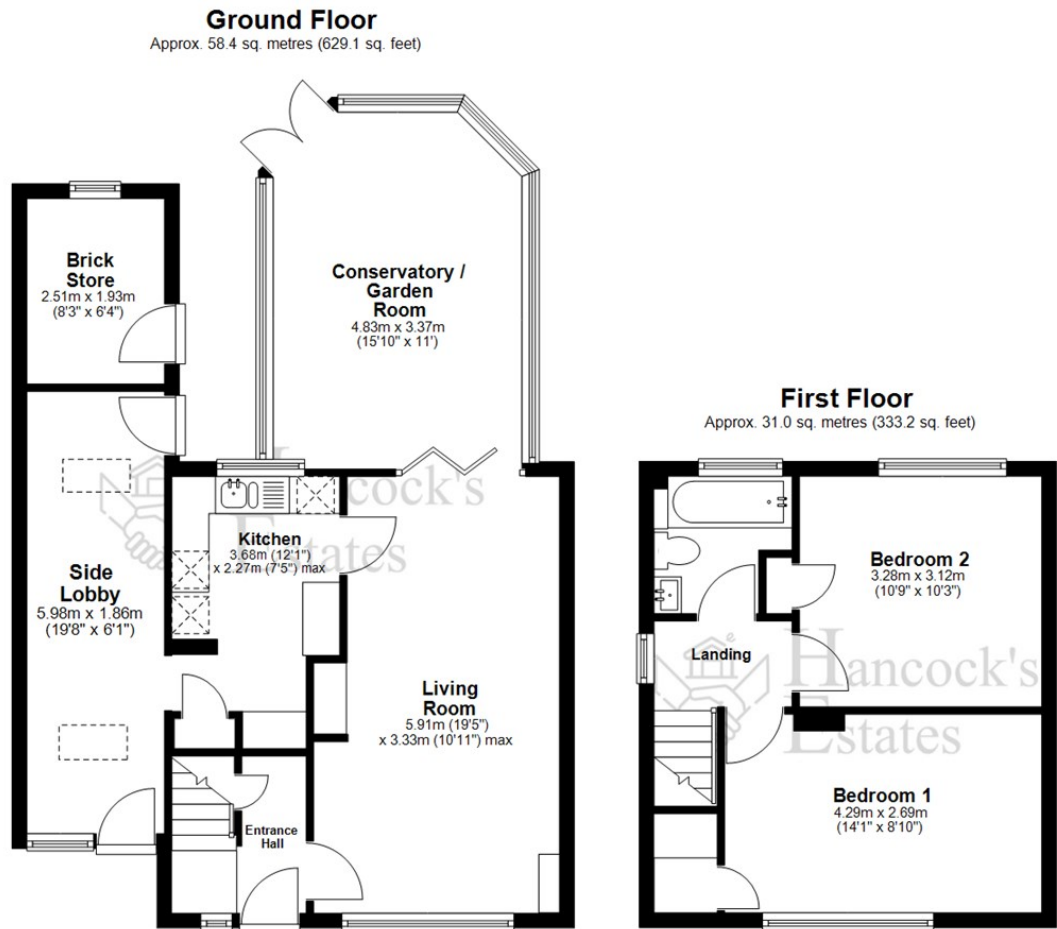 Ground Floor
Approx. 58.4 sq. metres (629.1 sq. feet)
Brick
Store
2.51m x 1.93m
(8'3" x 6'4")
Conservatory /
Garden
Room
4.83m x 3.37m
(15'10" x 11')
Kitchen
3.68m (12'1")
x 2.27m (7'5") max
Side
Lobby
5.98m x 1.86m
(19'8" x 6'1")
Living
Room
5.91m (19'5")
x 3.33m (10'11") max
Entrance
Hall
Hancock's
Estates
First Floor
Approx. 31.0 sq. metres (333.2 sq. feet)
Bedroom 2
3.28m x 3.12m
(10'9" x 10'3")
Landing
Bedroom 1
4.29m x 2.69m
(14'1" x 8'10")
e
Hancock's
Estates